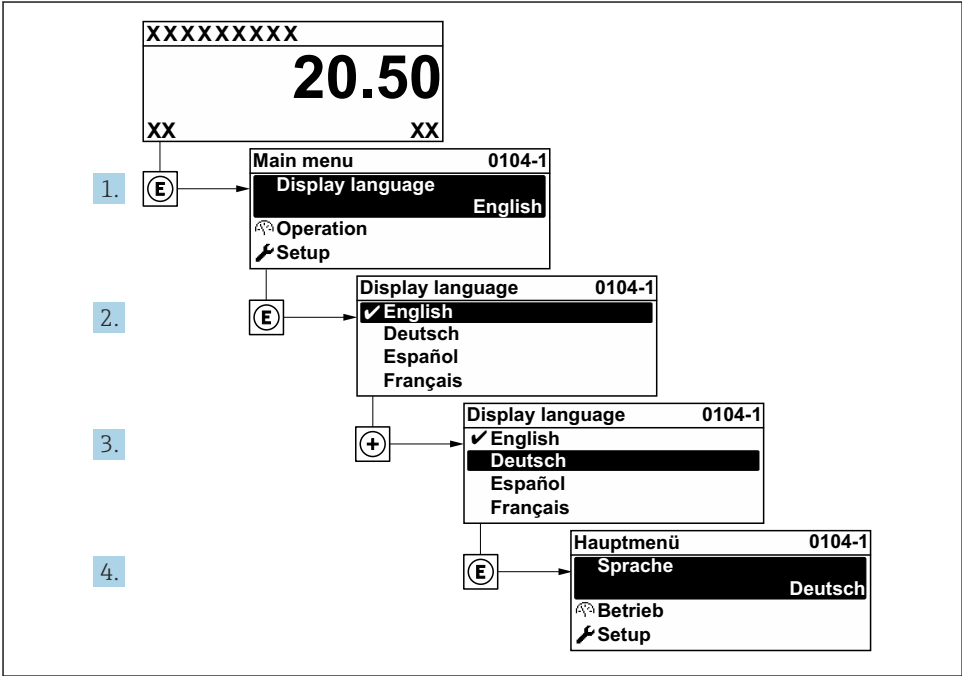 XXXXXXXXX
20.50
XX XX
1. E
Main menu 0104-1
Display language
English
Operation
Setup
2. E
Display language 0104-1
✔English
Deutsch
Español
Français
3. +
Display language 0104-1
✔English
Deutsch
Español
Français
4. E
Hauptmenü 0104-1
Sprache
Deutsch
Betrieb
Setup